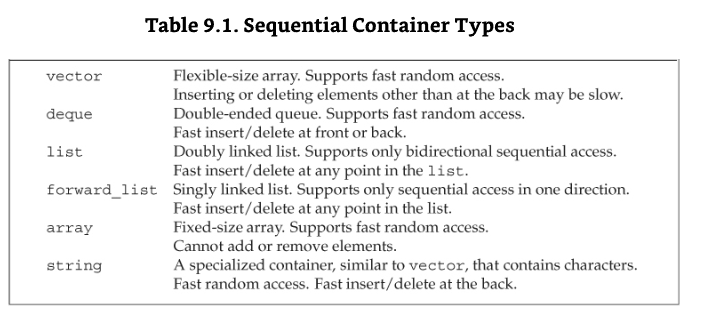 Table 9.1. Sequential Container Types
vector Flexible-size array. Supports fast random access.
Inserting or deleting elements other than at the back may be slow.
deque Double-ended queue. Supports fast random access.
Fast insert/delete at front or back.
list Doubly linked list. Supports only bidirectional sequential access.
Fast insert/delete at any point in the list.
forward_list Singly linked list. Supports only sequential access in one direction.
Fast insert/delete at any point in the list.
array Fixed-size array. Supports fast random access.
Cannot add or remove elements.
string A specialized container, similar to vector, that contains characters.
Fast random access. Fast insert/delete at the back.